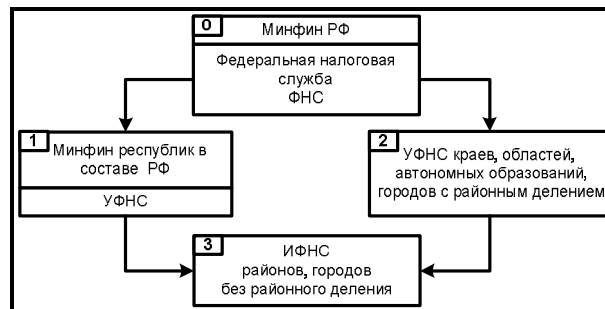 0
Минфин РФ
Федеральная налоговая
служба
ФНС
1
Минфин республик в
составе РФ
УФНС
2
УФНС краев, областей,
автономных образований,
городов с районным делением
3
ИФНС
районов, городов
без районного деления